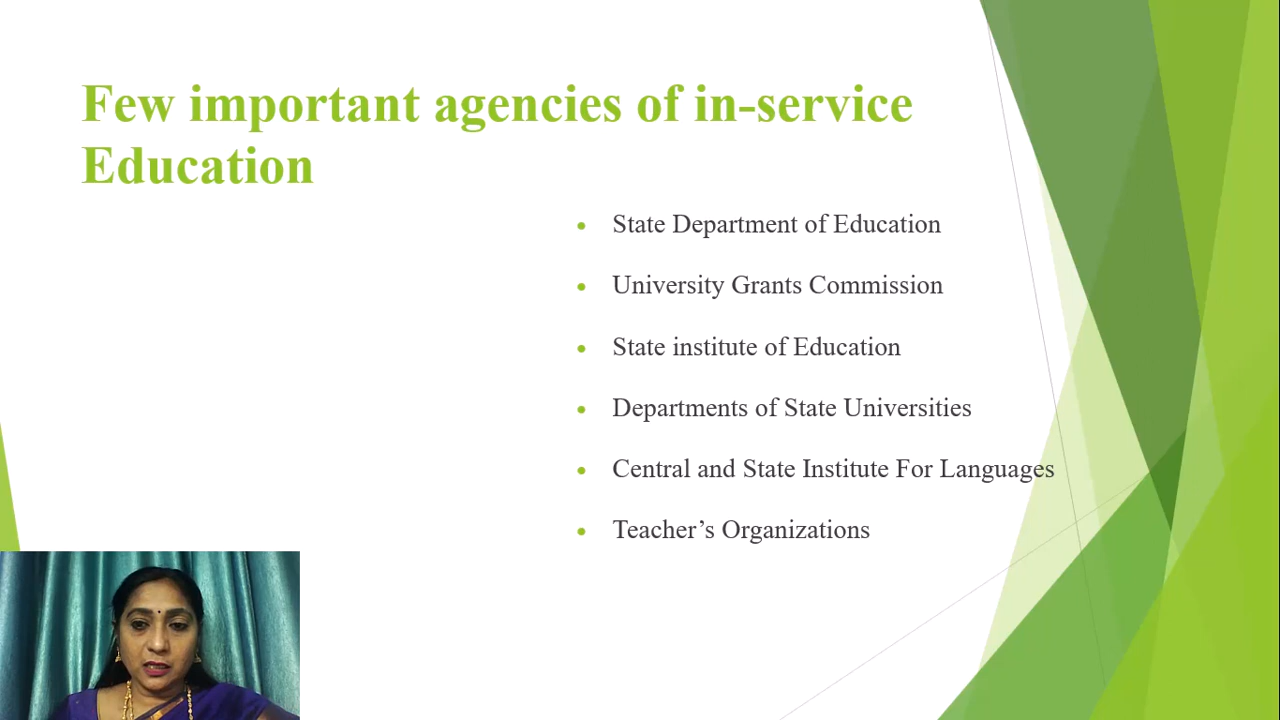 Few important agencies of in-service
Education
State Department of Education
University Grants Commission
State institute of Education
Departments of State Universities
Central and State Institute For Languages
Teacher’s Organizations